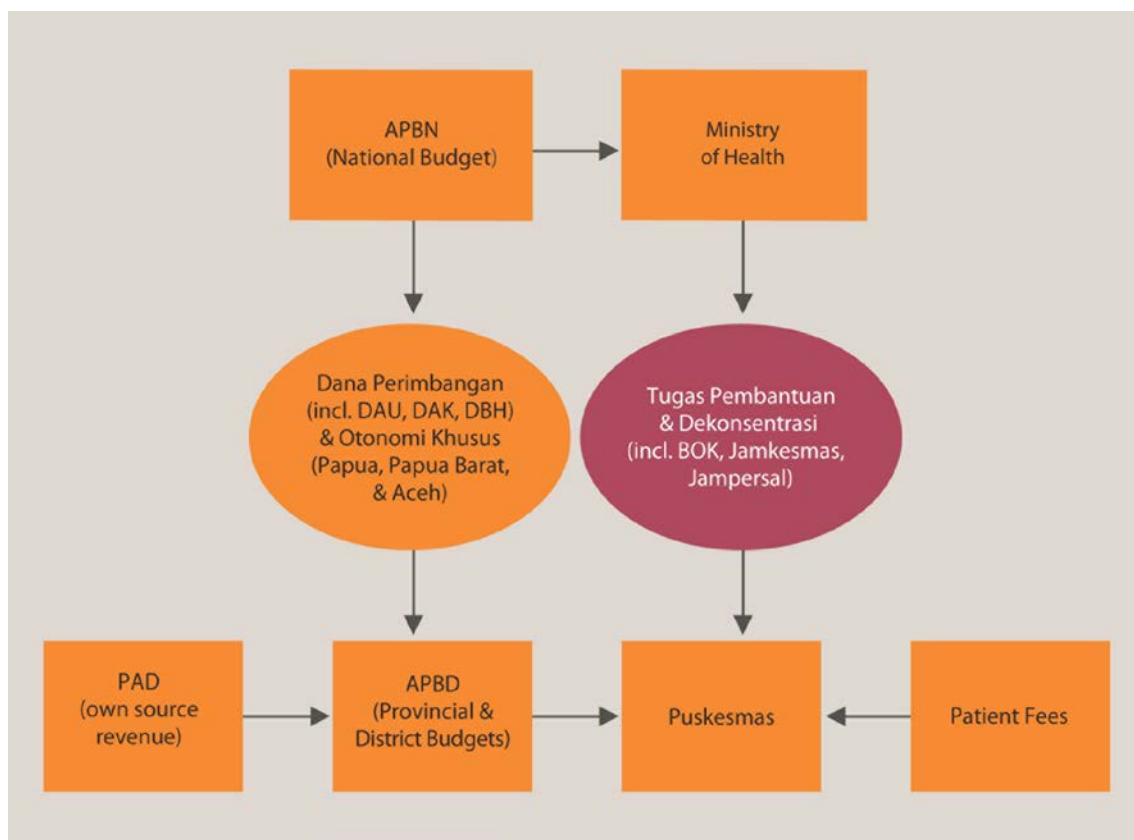 APBN
(National Budget)
Ministry
of Health
Dana Perimbangan
(incl. DAU, DAK, DBH)
& Otonomi Khusus
(Papua, Papua Barat,
& Aceh)
Tugas Pembantuan
& Dekonsentrasi
(incl. BOK, Jamkesmas,
Jampersal)
PAD
(own source
revenue)
APBD
(Provincial &
District Budgets)
Puskesmas
Patient Fees